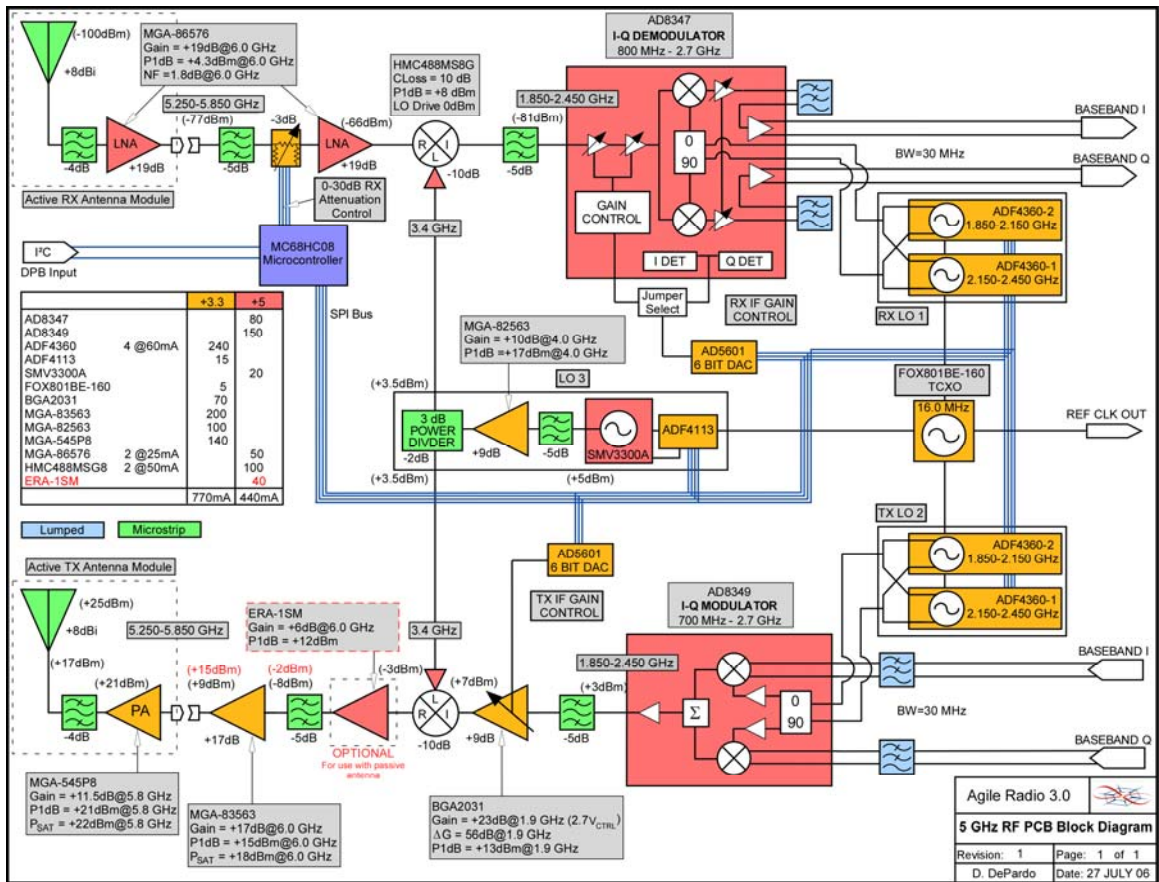 AD8347
I-Q DEMODULATOR
800 MHz - 2.7 GHz
(-100dBm)
+8dBi
MGA-86576
Gain = +19dB@6.0 GHz
P1dB = +4.3dBm@6.0 GHz
NF =1.8dB@6.0 GHz
5.250-5.850 GHz
(-77dBm)
-3dB
(-66dBm)
HMC488MS8G
CLoss = 10 dB
P1dB = +8 dBm
LO Drive 0dBm
1.850-2.450 GHz
(-81dBm)
LNA
LNA
-4dB
+19dB
-5dB
+19dB
R
L
I
-10dB
-5dB
0
90
GAIN
CONTROL
I DET
Q DET
BASEBAND I
BW=30 MHz
BASEBAND Q
Active RX Antenna Module
0-30dB RX
Attenuation
Control
3.4 GHz
I²C
DPB Input
MC68HC08
Microcontroller
SPI Bus
ADF4360-2
1.850-2.150 GHz
ADF4360-1
2.150-2.450 GHz
RX LO 1
Jumper
Select
RX IF GAIN
CONTROL
AD5601
6 BIT DAC
+3.3 +5
AD8347 80
AD8349 150
ADF4360 4 @60mA 240
ADF4113 15
SMV3300A 20
FOX801BE-160 5
BGA2031 70
MGA-83563 200
MGA-82563 100
MGA-545P8 140
MGA-86576 2 @25mA 50
HMC488MSG8 2 @50mA 100
ERA-1SM 40
770mA 440mA
MGA-82563
Gain = +10dB@4.0 GHz
P1dB = +17dBm@4.0 GHz
LO 3
(+3.5dBm)
3 dB
POWER
DIVDER
-2dB
+9dB
-5dB
SMV3300A
ADF4113
(+3.5dBm)
(+5dBm)
FOX801BE-160
TCXO
16.0 MHz
REF CLK OUT
Lumped
Microstrip
TX LO 2
ADF4360-2
1.850-2.150 GHz
ADF4360-1
2.150-2.450 GHz
AD5601
6 BIT DAC
TX IF GAIN
CONTROL
AD8349
I-Q MODULATOR
700 MHz - 2.7 GHz
Active TX Antenna Module
(+25dBm)
+8dBi
5.250-5.850 GHz
ERA-1SM
Gain = +6dB@6.0 GHz
P1dB = +12dBm
3.4 GHz
(+17dBm)
(+21dBm)
(+15dBm)
(+9dBm)
(-2dBm)
(-8dBm)
(-3dBm)
(+7dBm)
1.850-2.450 GHz
(+3dBm)
PA
-4dB
+17dB
-5dB
L
R
I
-10dB
+9dB
-5dB
Σ
0
90
OPTIONAL
For use with passive
antenna
BASEBAND I
BW=30 MHz
BASEBAND Q
MGA-545P8
Gain = +11.5dB@5.8 GHz
P1dB = +21dBm@5.8 GHz
PSAT = +22dBm@5.8 GHz
MGA-83563
Gain = +17dB@6.0 GHz
P1dB = +15dBm@6.0 GHz
PSAT = +18dBm@6.0 GHz
BGA2031
Gain = +23dB@1.9 GHz (2.7VCTRL)
ΔG = 56dB@1.9 GHz
P1dB = +13dBm@1.9 GHz
Agile Radio 3.0
5 GHz RF PCB Block Diagram
Revision: 1 Page: 1 of 1
D. DePardo Date: 27 JULY 06